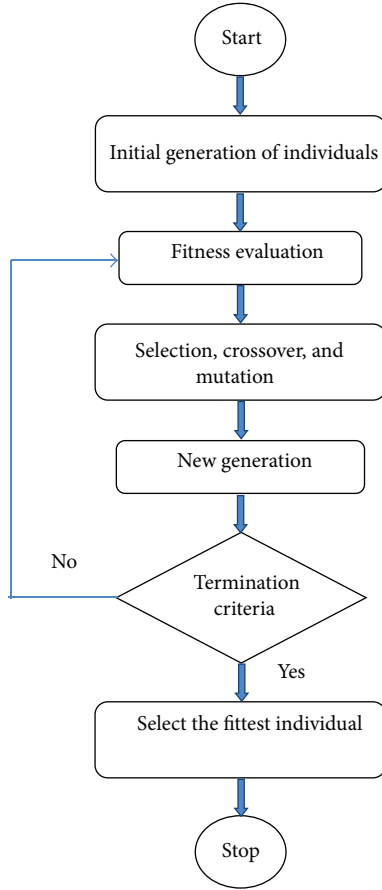 Start
Initial generation of individuals
Fitness evaluation
Selection, crossover, and
mutation
New generation
No
Termination
criteria
Yes
Select the fittest individual
Stop